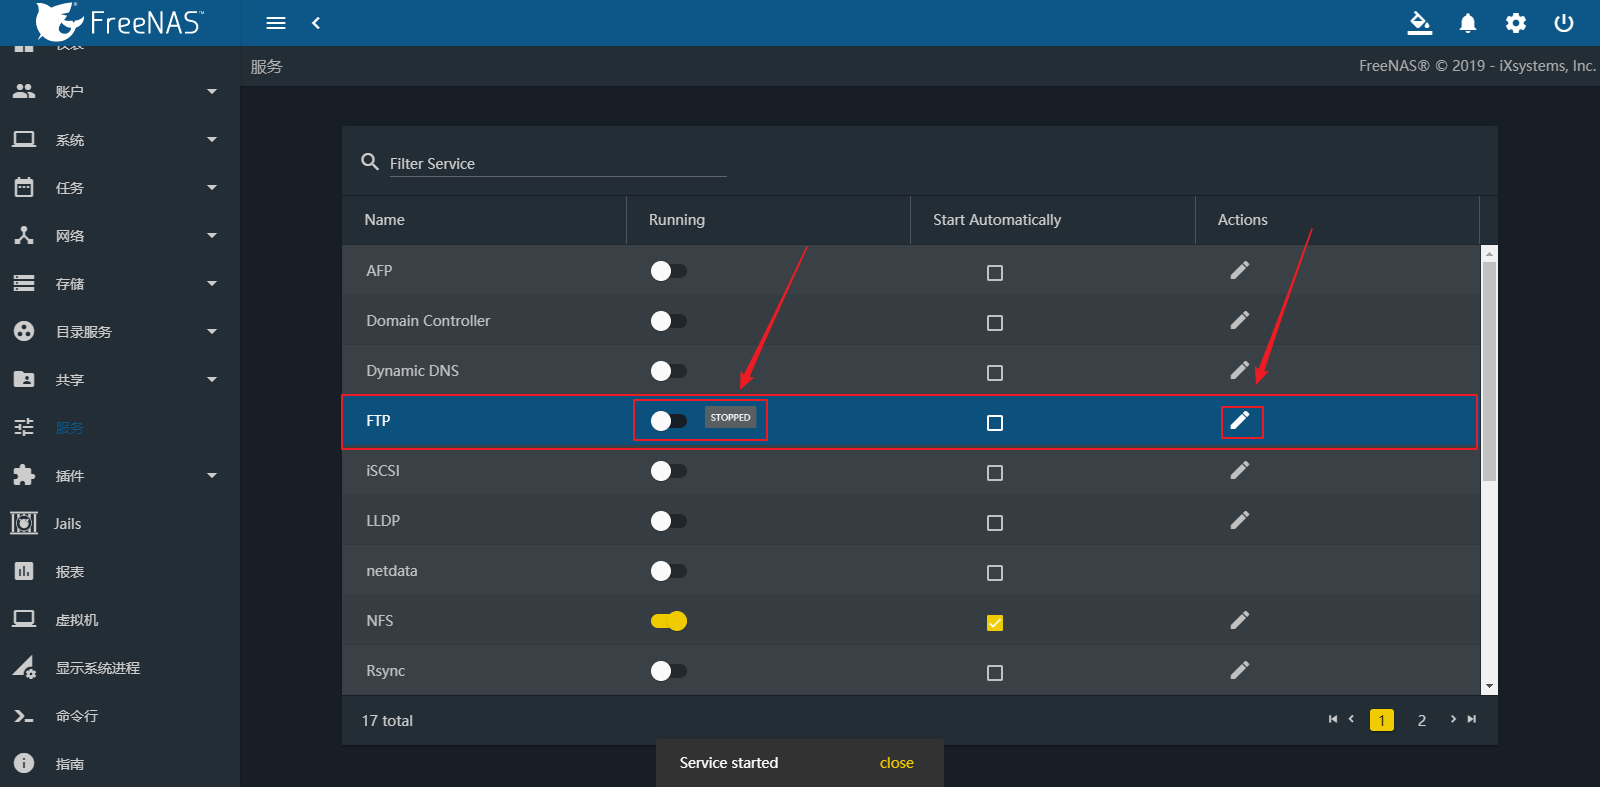 FreeNAS™
仪表
服务
FreeNAS® © 2019 - iXsystems, Inc.
账户
系统
任务
网络
存储
目录服务
共享
服务
插件
Jails
报表
虚拟机
显示系统进程
命令行
指南
Filter Service
Name Running Start Automatically Actions
AFP
Domain Controller
Dynamic DNS
FTP STOPPED
iSCSI
LLDP
netdata
NFS
Rsync
17 total 1 2
Service started close